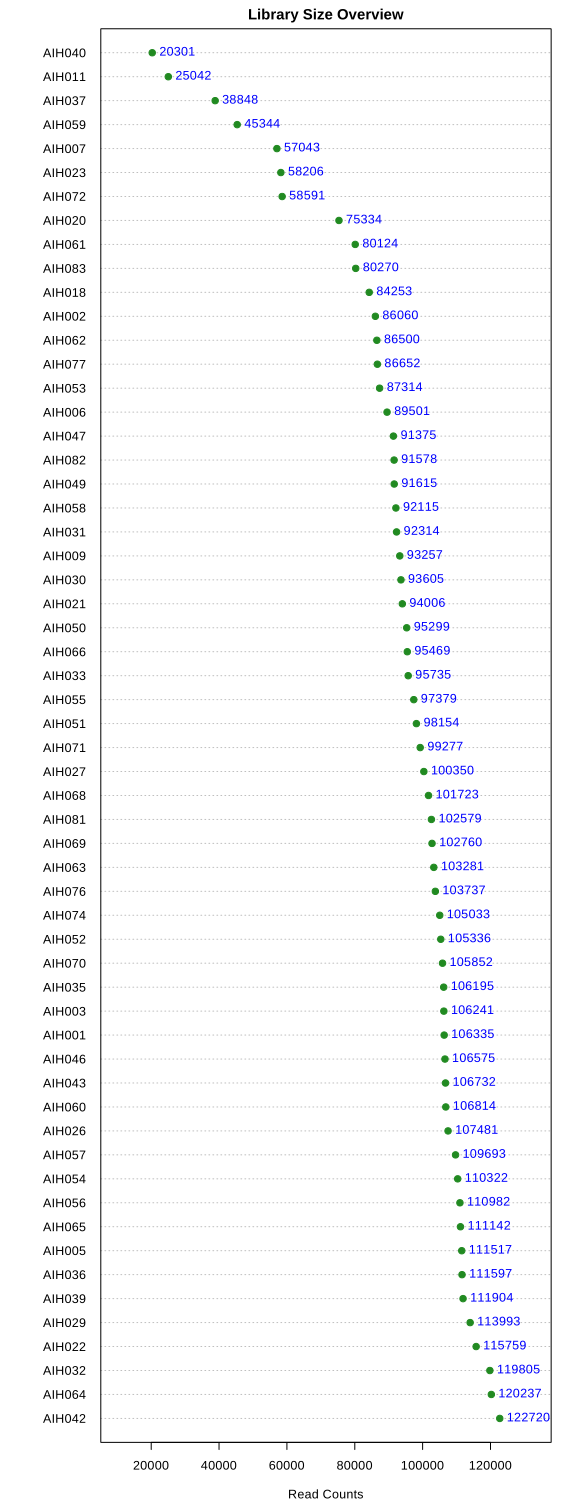 Library Size Overview
AIH040 20301
AIH011 25042
AIH037 38848
AIH059 45344
AIH007 57043
AIH023 58206
AIH072 58591
AIH020 75334
AIH061 80124
AIH083 80270
AIH018 84253
AIH002 86060
AIH062 86500
AIH077 86652
AIH053 87314
AIH006 89501
AIH047 91375
AIH082 91578
AIH049 91615
AIH058 92115
AIH031 92314
AIH009 93257
AIH030 93605
AIH021 94006
AIH050 95299
AIH066 95469
AIH033 95735
AIH055 97379
AIH051 98154
AIH071 99277
AIH027 100350
AIH068 101723
AIH081 102579
AIH069 102760
AIH063 103281
AIH076 103737
AIH074 105033
AIH052 105336
AIH070 105852
AIH035 106195
AIH003 106241
AIH001 106335
AIH046 106575
AIH043 106732
AIH060 106814
AIH026 107481
AIH057 109693
AIH054 110322
AIH056 110982
AIH065 111142
AIH005 111517
AIH036 111597
AIH039 111904
AIH029 113993
AIH022 115759
AIH032 119805
AIH064 120237
AIH042 122720
20000 40000 60000 80000 100000 120000
Read Counts